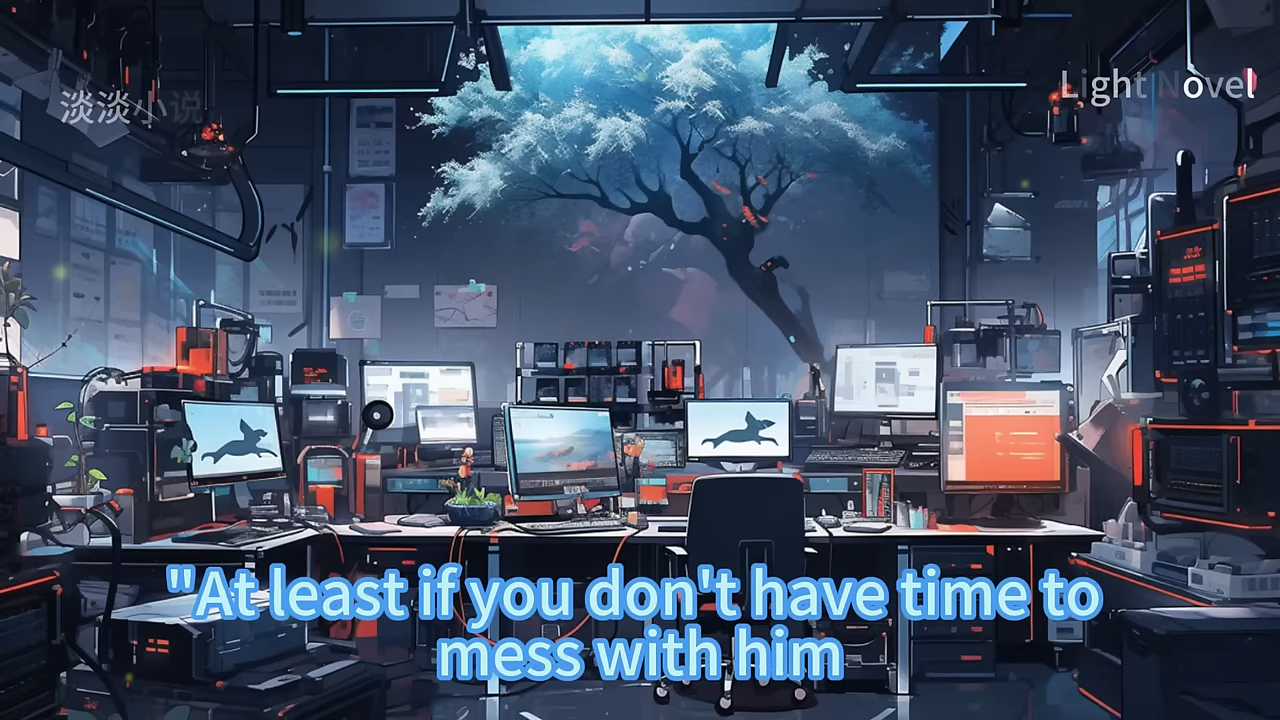 淡淡小说
Light Novel
"At least if you don't have time to
mess with him